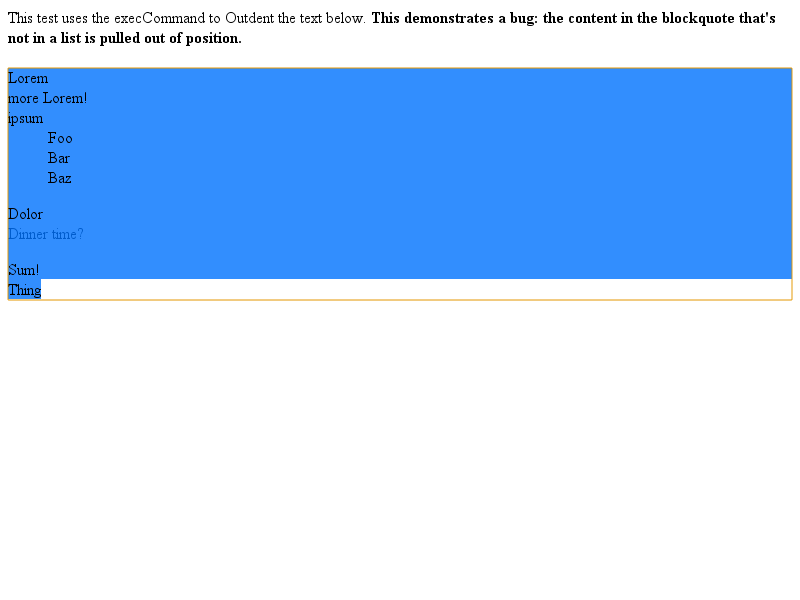 This test uses the execCommand to Outdent the text below. This demonstrates a bug: the content in the blockquote that's
not in a list is pulled out of position.
Lorem
more Lorem!
ipsum
Foo
Bar
Baz
Dolor
Dinner time?
Sum!
Thing